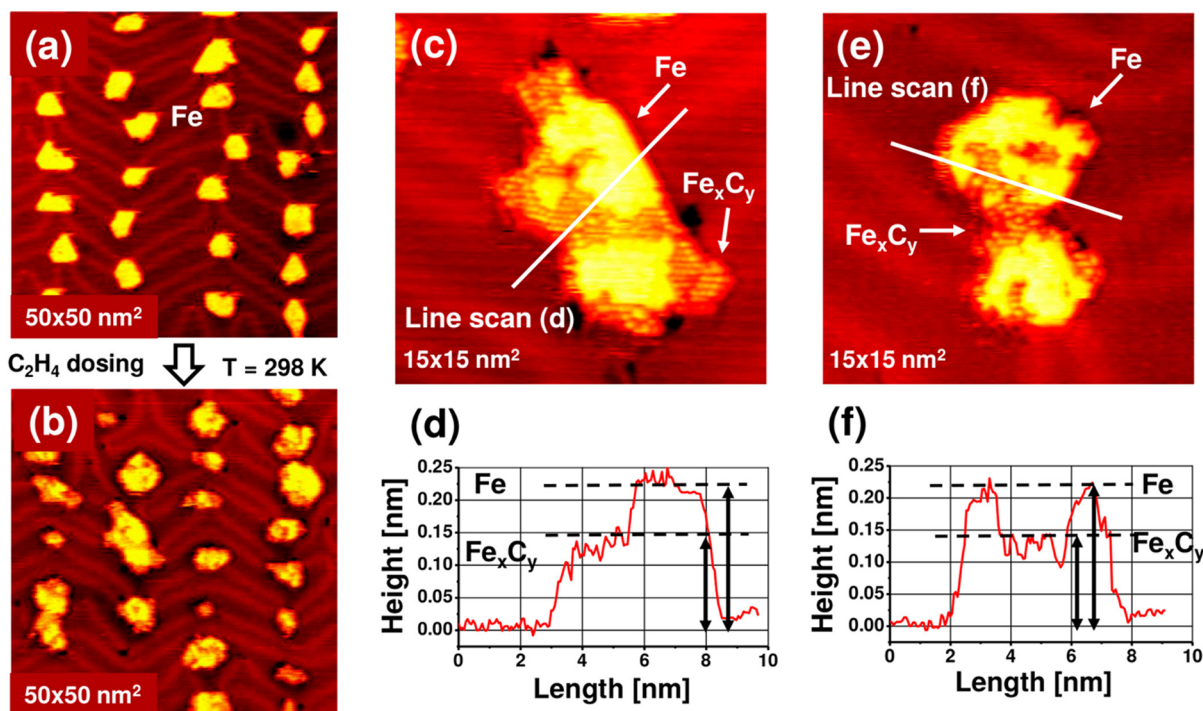 (a)
Fe
50x50 nm²
C₂H₄ dosing
T = 298 K
(b)
50x50 nm²
(c)
Fe
FeₓCᵧ
Line scan (d)
15x15 nm²
(d)
0.25
0.20
0.15
0.10
0.05
0.00
Height [nm]
Fe
FeₓCᵧ
0 2 4 6 8 10
Length [nm]
(e)
Fe
Line scan (f)
FeₓCᵧ
15x15 nm²
(f)
0.25
0.20
0.15
0.10
0.05
0.00
Height [nm]
Fe
FeₓCᵧ
0 2 4 6 8 10
Length [nm]